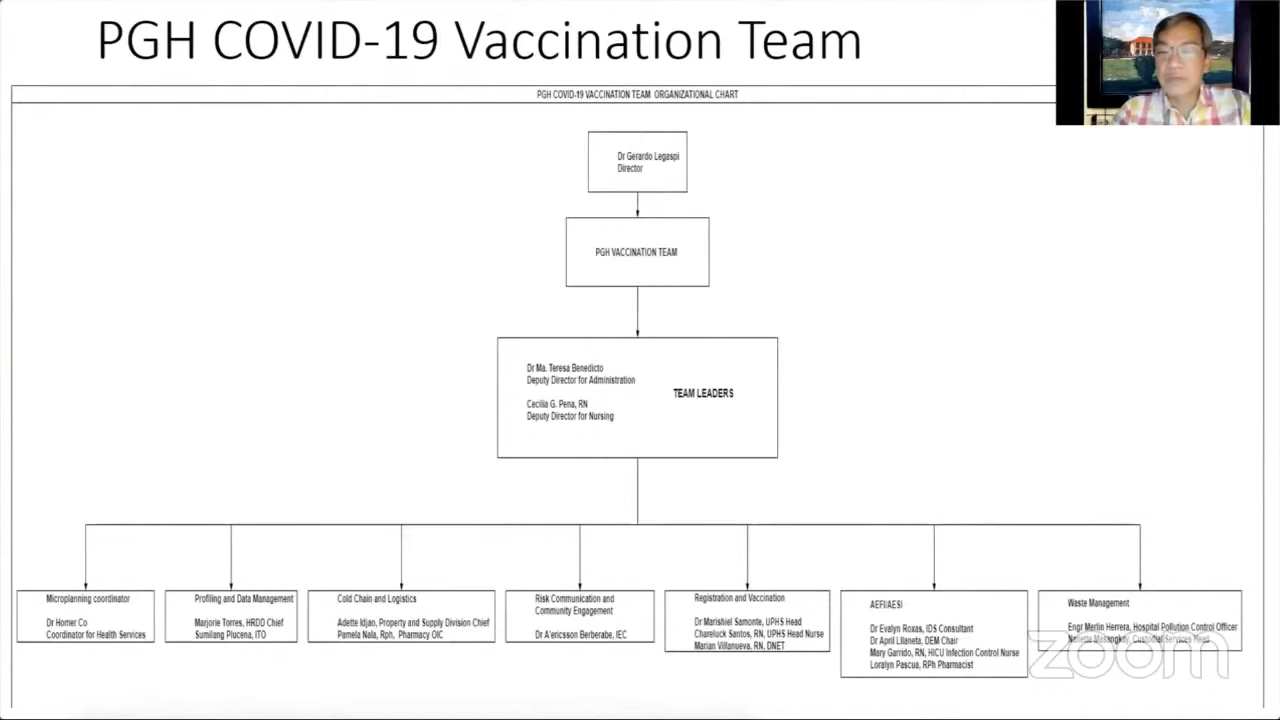 PGH COVID-19 Vaccination Team
PGH COVID-19 VACCINATION TEAM ORGANIZATIONAL CHART
Dr Gerardo Legaspi
Director
PGH VACCINATION TEAM
Dr Ma. Teresa Benedicto
Deputy Director for Administration
Cecilia G. Pena, RN
Deputy Director for Nursing
TEAM LEADERS
Microplanning coordinator
Dr Homer Co
Coordinator for Health Services
Profiling and Data Management
Marjorie Torres, HRDD Chief
Sumilang Plucena, ITO
Cold Chain and Logistics
Adette Idjao, Property and Supply Division Chief
Pamela Nala, Rph, Pharmacy OIC
Risk Communication and
Community Engagement
Dr A'ericsson Berberabe, IEC
Registration and Vaccination
Dr Marishiel Samonte, UPHS Head
Chareluck Santos, RN, UPHS Head Nurse
Marian Villanueva, RN, DNET
AEFI/AESI
Dr Evalyn Roxas, IDS Consultant
Dr April Llaneta, DEM Chair
Mary Garrido, RN, HICU Infection Control Nurse
Loralyn Pascua, RPh Pharmacist
Waste Management
Engr Merlin Herrera, Hospital Pollution Control Officer
Custodial Services Head
zoom